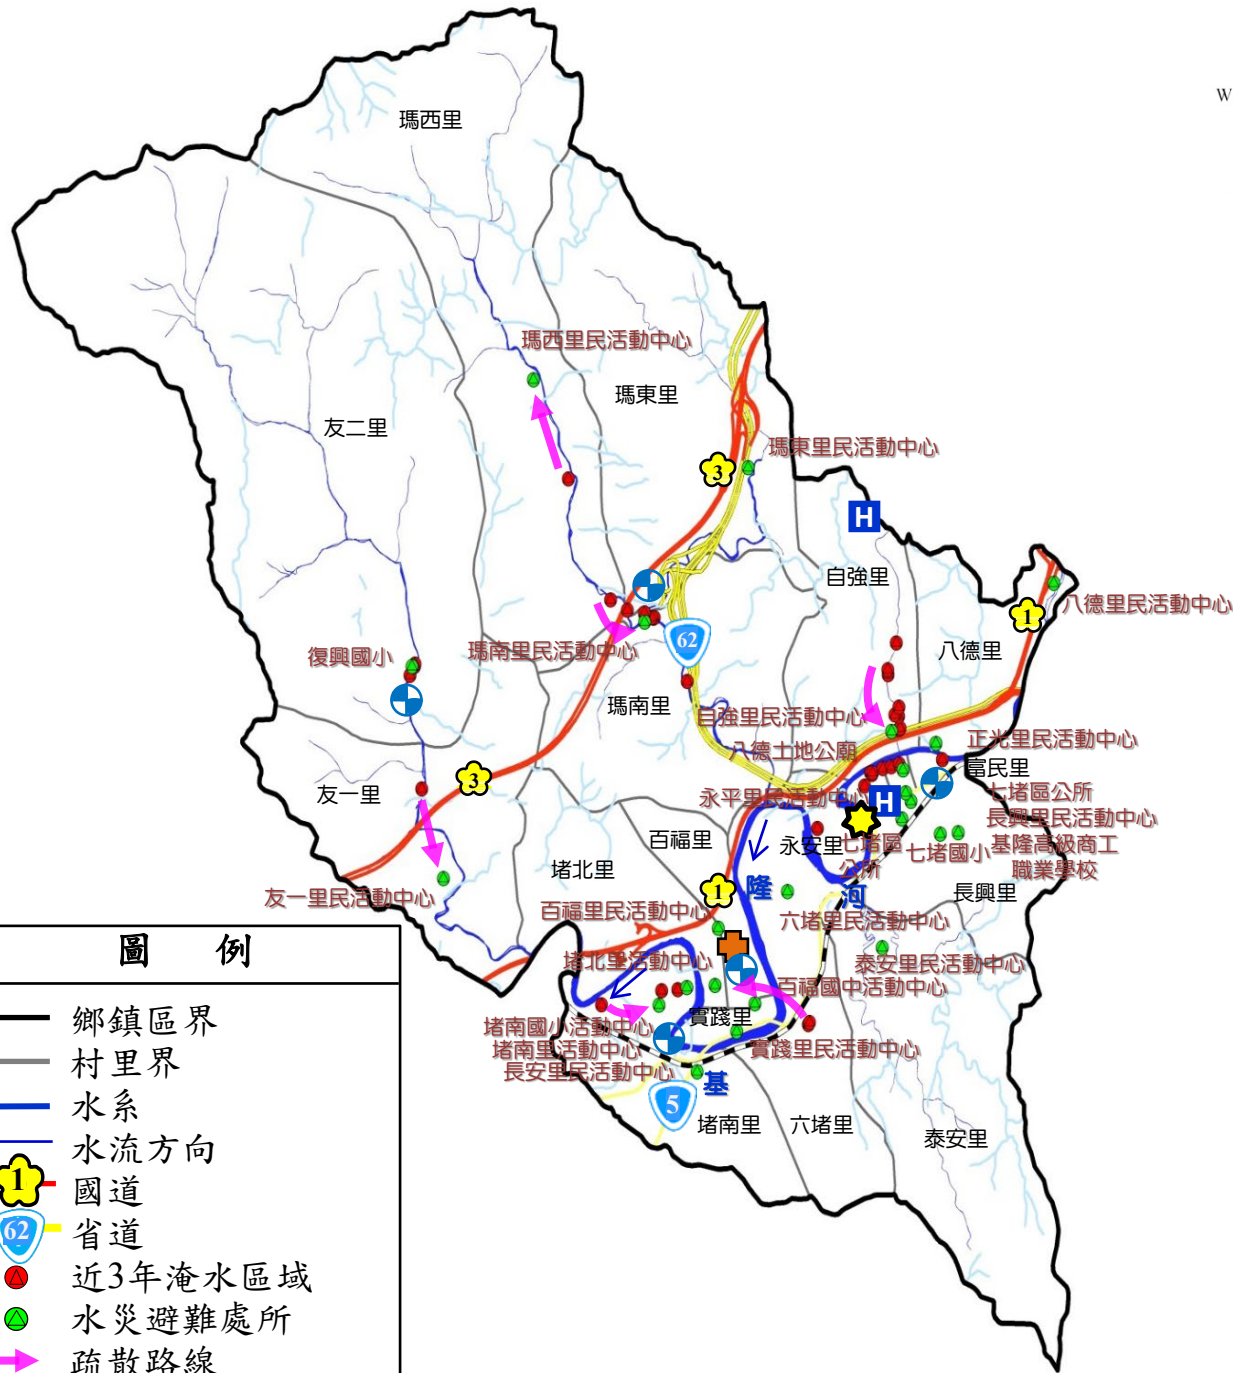 W
瑪西里
瑪西里民活動中心
瑪東里
友二里
瑪東里民活動中心
3
H
自強里
八德里民活動中心
1
62
復興國小
瑪南里民活動中心
八德里
瑪南里
自強里民活動中心
八德土地公廟
正光里民活動中心
富民里
3
友一里
永平里民活動中心
H
七堵區公所
長興里民活動中心
百福里
永安里
七堵區
公所
七堵國小
基隆高級商工
職業學校
堵北里
1
隆
河
長興里
友一里民活動中心
百福里民活動中心
六堵里民活動中心
堵北里活動中心
泰安里民活動中心
百福國中活動中心
實踐里
堵南國小活動中心
堵南里活動中心
實踐里民活動中心
長安里民活動中心
基
5
堵南里
六堵里
泰安里
圖 例
鄉鎮區界
村里界
水系
水流方向
1 國道
62 省道
近3年淹水區域
水災避難處所
疏散路線